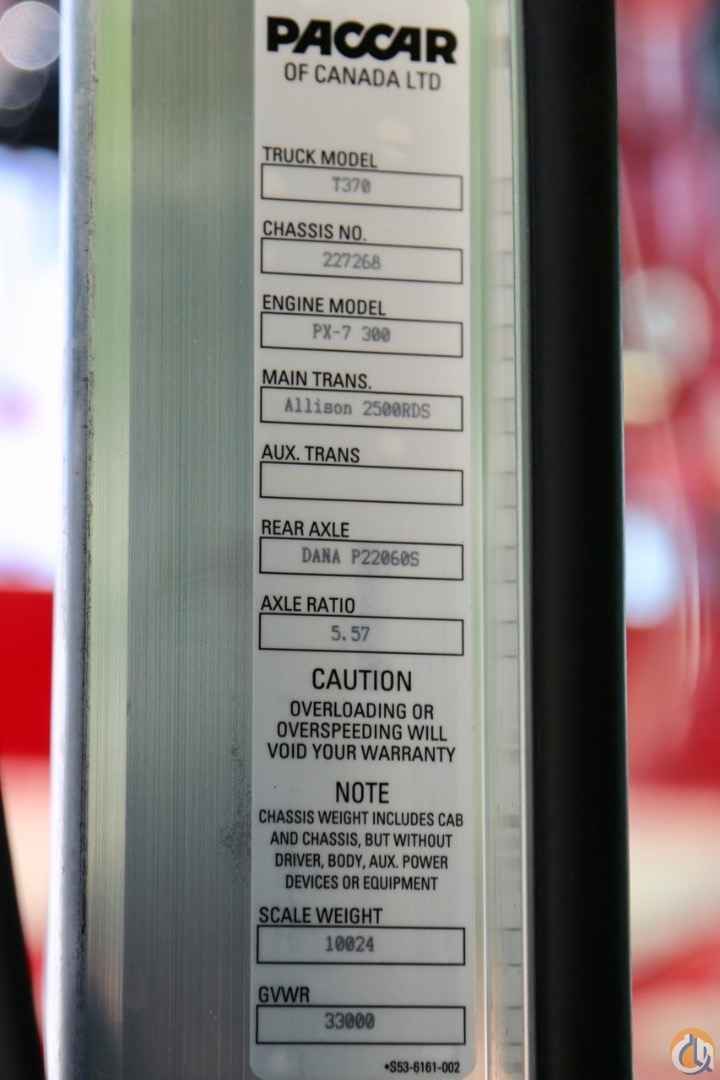 PACCAR
OF CANADA LTD
TRUCK MODEL
T370
CHASSIS NO.
227268
ENGINE MODEL
PX-7 300
MAIN TRANS.
Allison 2500RDS
AUX. TRANS
REAR AXLE
DANA P22060S
AXLE RATIO
5.57
CAUTION
OVERLOADING OR
OVERSPEEDING WILL
VOID YOUR WARRANTY
NOTE
CHASSIS WEIGHT INCLUDES CAB
AND CHASSIS, BUT WITHOUT
DRIVER, BODY, AUX. POWER
DEVICES OR EQUIPMENT
SCALE WEIGHT
10024
GVWR
33000
*S53-6161-002